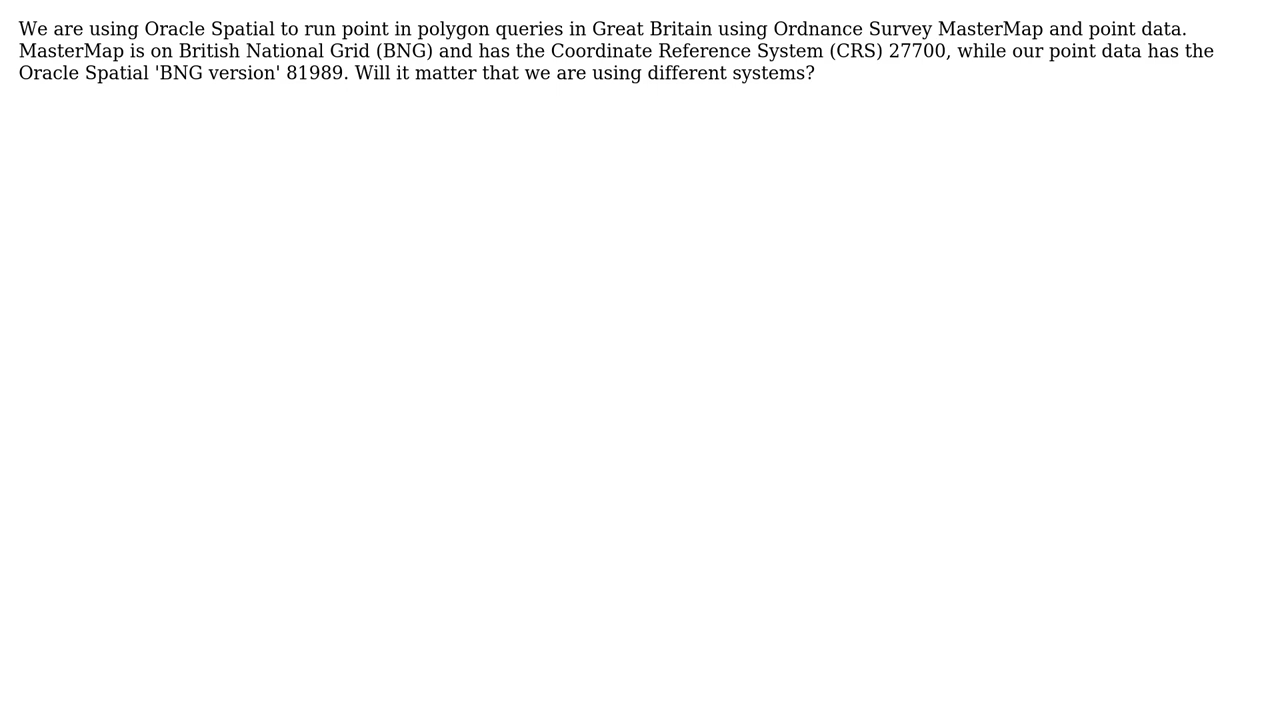 We are using Oracle Spatial to run point in polygon queries in Great Britain using Ordnance Survey MasterMap and point data.
MasterMap is on British National Grid (BNG) and has the Coordinate Reference System (CRS) 27700, while our point data has the
Oracle Spatial 'BNG version' 81989. Will it matter that we are using different systems?